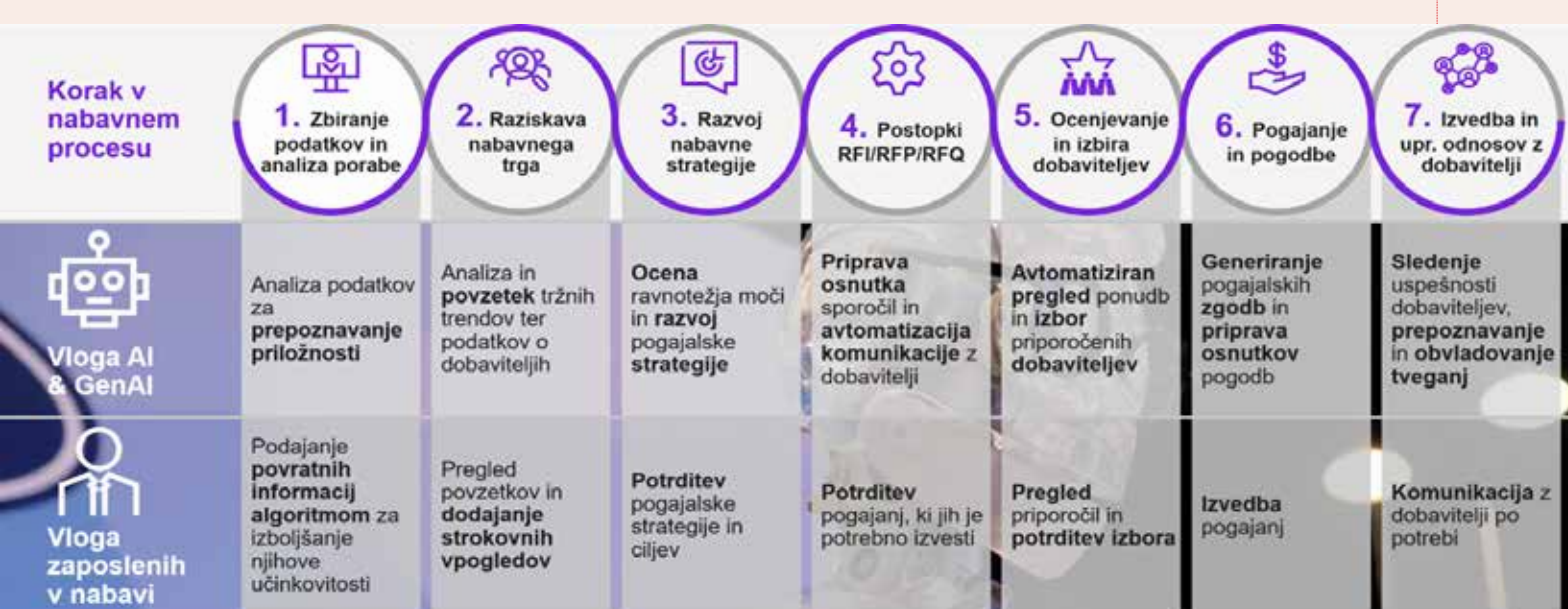 Korak v
nabavnem
procesu
1. Zbiranje
podatkov in
analiza porabe
2. Raziskava
nabavnega
trga
3. Razvoj
nabavne
strategije
4. Postopki
RFI/RFP/RFQ
5. Ocenjevanje
in izbira
dobaviteljev
6. Pogajanje
in pogodbe
7. Izvedba in
upr. odnosov z
dobavitelji
Vloga AI
& GenAI
Analiza podatkov
za
prepoznavanje
priložnosti
Analiza in
povzetek tržnih
trendov ter
podatkov o
dobaviteljih
Ocena
ravnotežja moči
in razvoj
pogajalske
strategije
Priprava
osnutka
sporočil in
avtomatizacija
komunikacije z
dobavitelji
Avtomatiziran
pregled ponudb
in izbor
priporočenih
dobaviteljev
Generiranje
pogajalskih
zgodb in
priprava
osnutkov
pogodb
Sledenje
uspešnosti
dobaviteljev,
prepoznavanje
in obvladovanje
tveganj
Vloga
zaposlenih
v nabavi
Podajanje
povratnih
informacij
algoritmom za
izboljšanje
njihove
učinkovitosti
Pregled
povzetkov in
dodajanje
strokovnih
vpogledov
Potrditev
pogajalske
strategije in
ciljev
Potrditev
pogajanj, ki jih je
potrebno izvesti
Pregled
priporočil in
potrditev izbora
Izvedba
pogajanj
Komunikacija z
dobavitelji po
potrebi